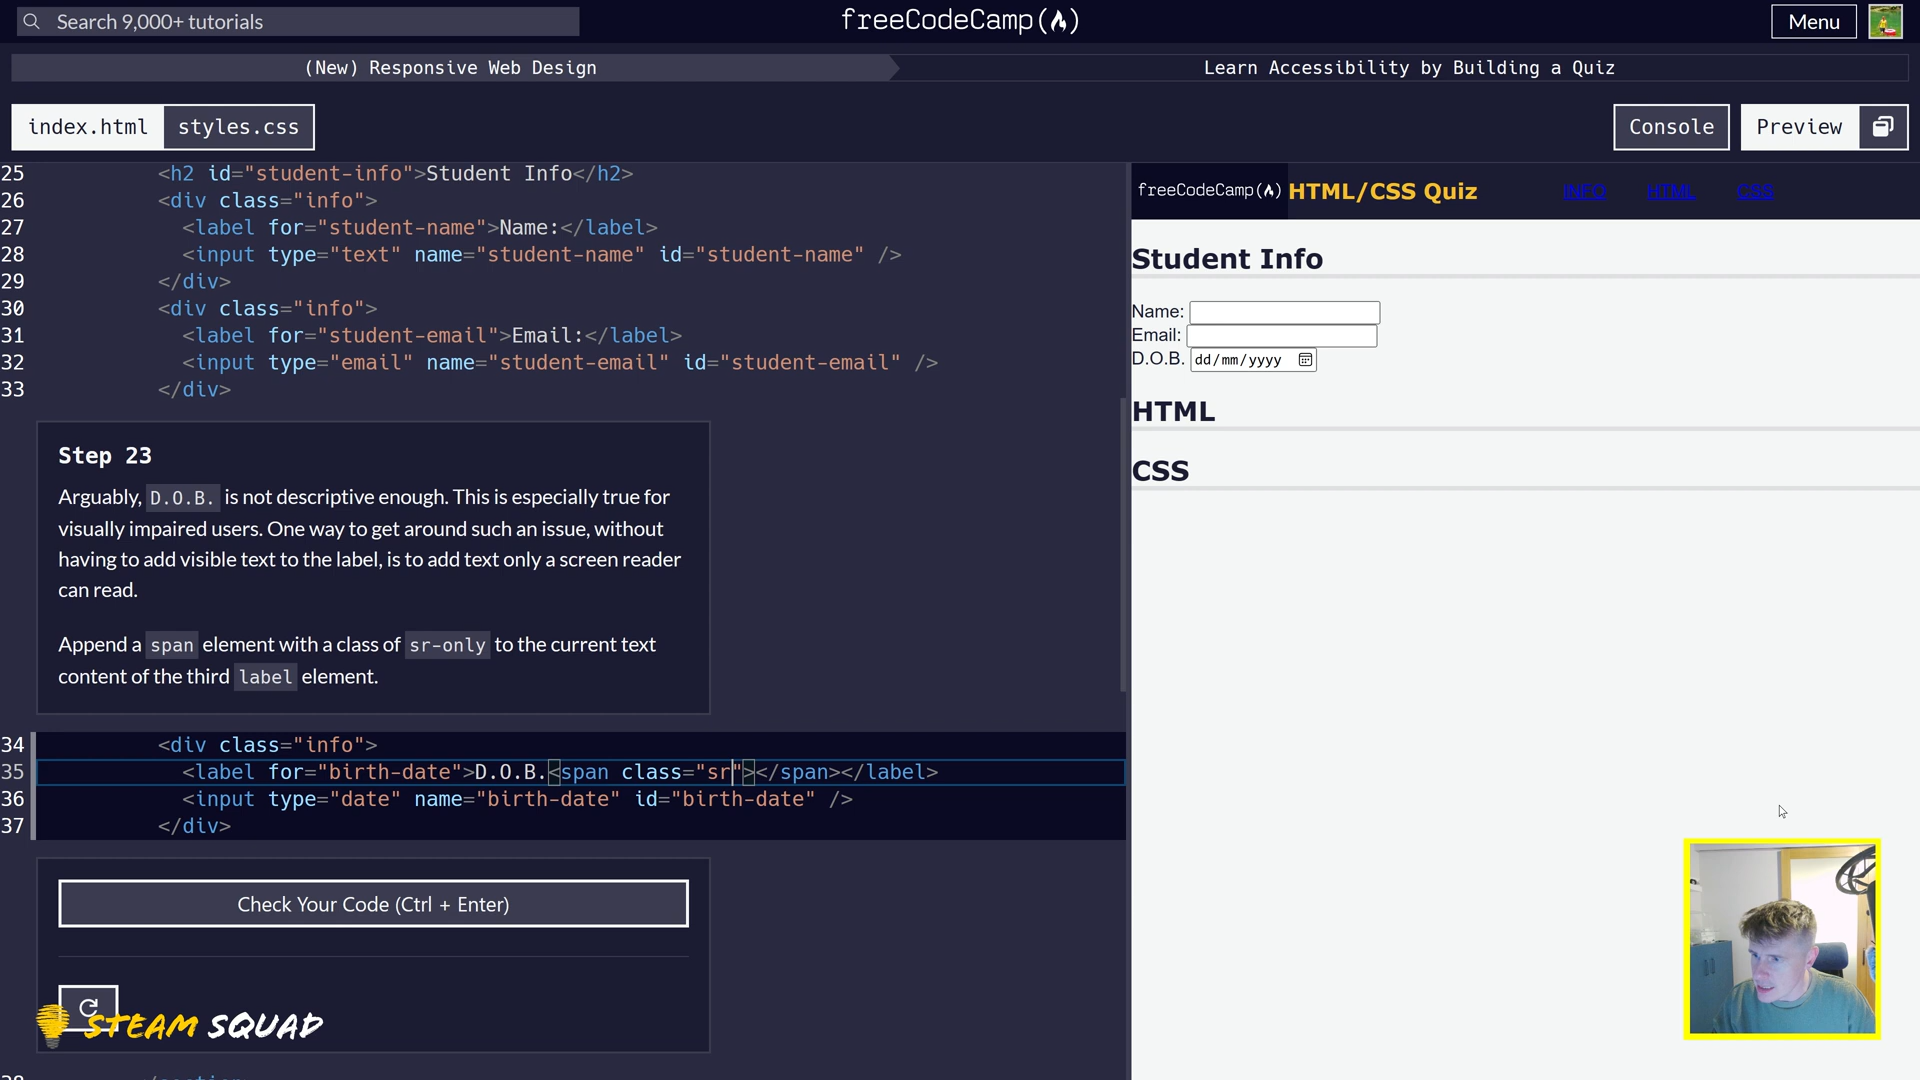 Search 9,000+ tutorials
freeCodeCamp
Menu
(New) Responsive Web Design
Learn Accessibility by Building a Quiz
index.html
styles.css
Console
Preview
25 <h2 id="student-info">Student Info</h2>
26 <div class="info">
27 <label for="student-name">Name:</label>
28 <input type="text" name="student-name" id="student-name" />
29 </div>
30 <div class="info">
31 <label for="student-email">Email:</label>
32 <input type="email" name="student-email" id="student-email" />
33 </div>
Step 23
Arguably, D.O.B. is not descriptive enough. This is especially true for
visually impaired users. One way to get around such an issue, without
having to add visible text to the label, is to add text only a screen reader
can read.
Append a span element with a class of sr-only to the current text
content of the third label element.
34 <div class="info">
35 <label for="birth-date">D.O.B.<span class="sr"></span></label>
36 <input type="date" name="birth-date" id="birth-date" />
37 </div>
Check Your Code (Ctrl + Enter)
STEAM SQUAD
freeCodeCamp
HTML/CSS Quiz
INFO
HTML
CSS
Student Info
Name:
Email:
D.O.B. dd/mm/yyyy
HTML
CSS